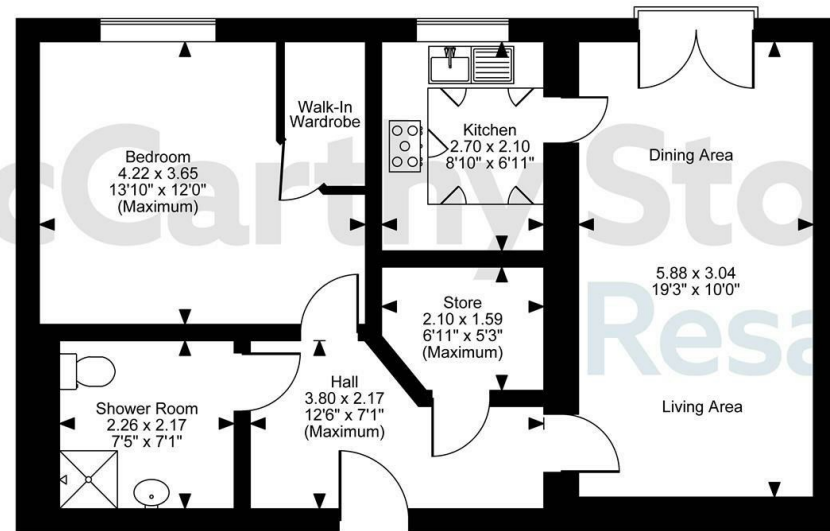 Walk-In
Wardrobe
Bedroom
4.22 x 3.65
13'10" x 12'0"
(Maximum)
Kitchen
2.70 x 2.10
8'10" x 6'11"
Dining Area
5.88 x 3.04
19'3" x 10'0"
Store
2.10 x 1.59
6'11" x 5'3"
(Maximum)
Hall
3.80 x 2.17
12'6" x 7'1"
(Maximum)
Shower Room
2.26 x 2.17
7'5" x 7'1"
Living Area
cCarthy Sto
Resa